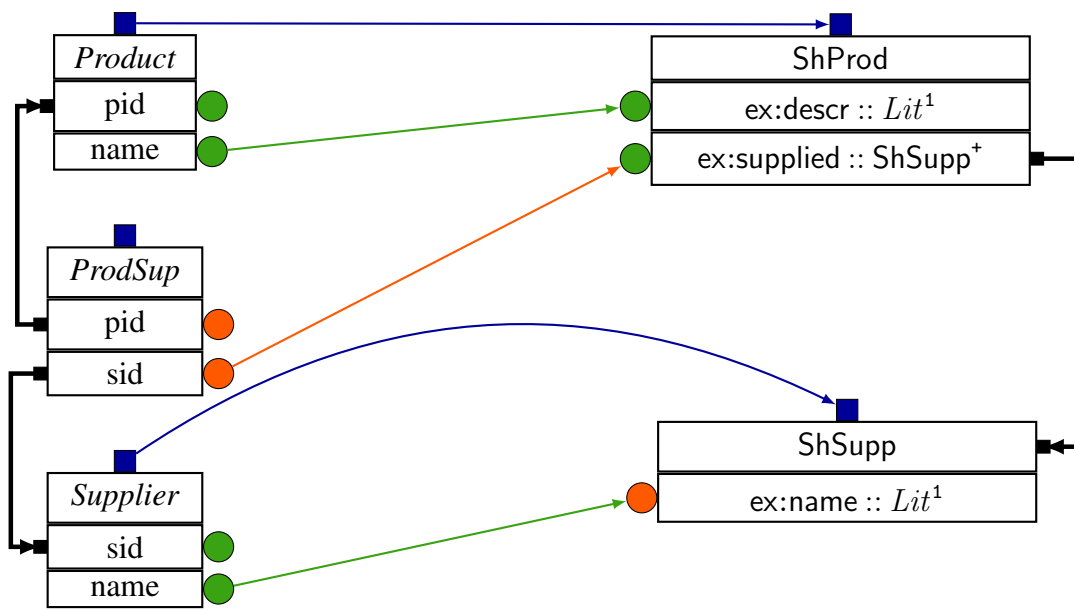 Product
pid
name
ProdSup
pid
sid
Supplier
sid
name
ShProd
ex:descr :: Lit¹
ex:supplied :: ShSupp⁺
ShSupp
ex:name :: Lit¹